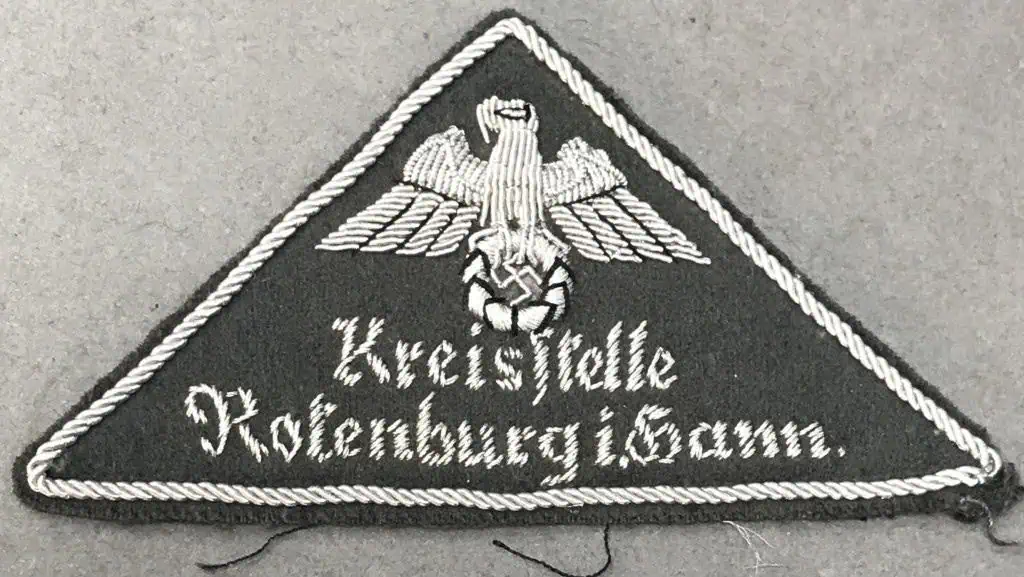 Kreisstelle
Rotenburg i. Hann.